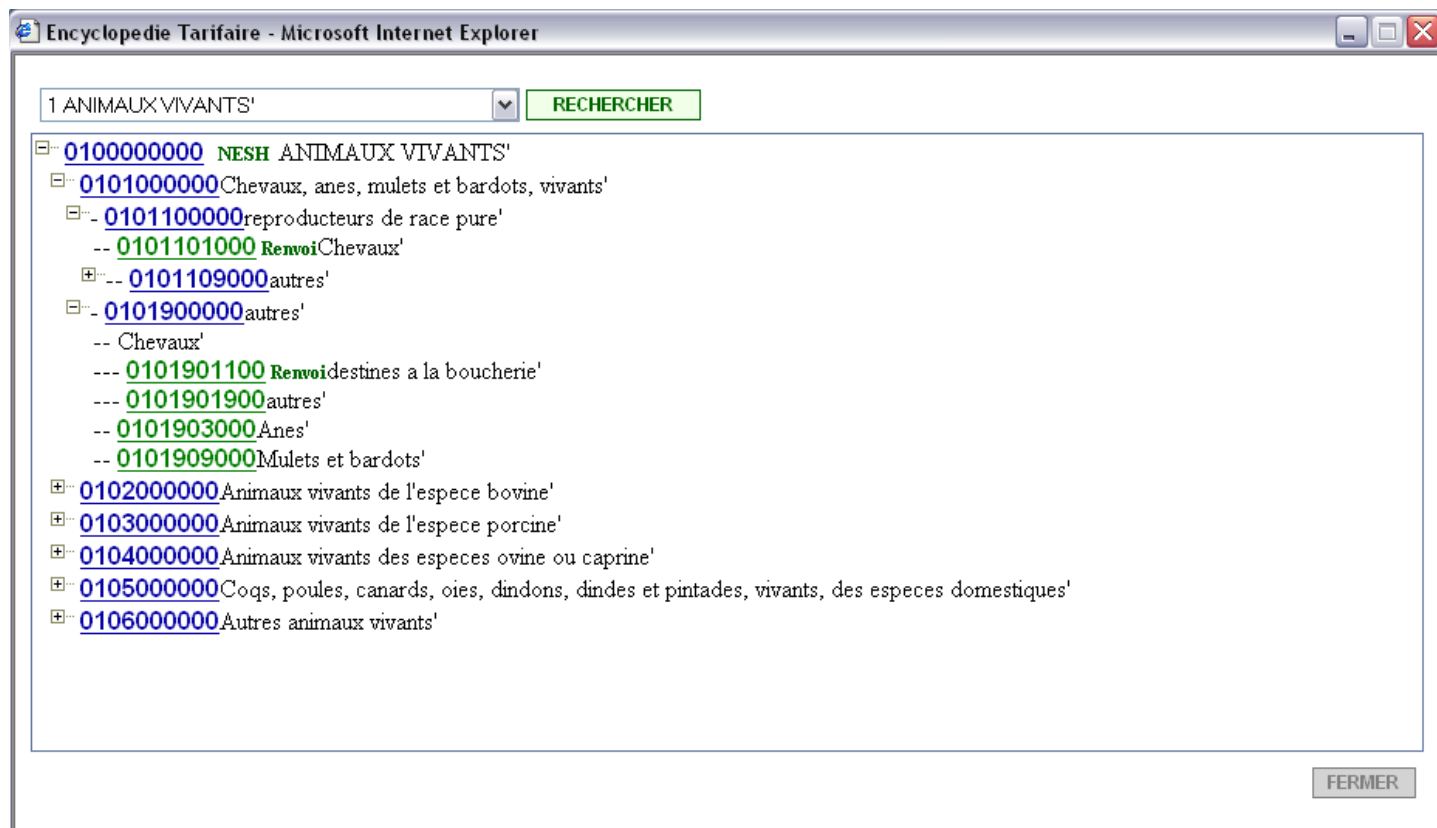 Encyclopedie Tarifaire - Microsoft Internet Explorer
1 ANIMAUX VIVANTS' RECHERCHER
0100000000 NESH ANIMAUX VIVANTS'
0101000000Chevaux, anes, mulets et bardots, vivants'
- 0101100000reproducteurs de race pure'
-- 0101101000 RenvoiChevaux'
-- 0101109000autres'
- 0101900000autres'
-- Chevaux'
--- 0101901100 Renvoidestines a la boucherie'
--- 0101901900autres'
-- 0101903000Anes'
-- 0101909000Mulets et bardots'
0102000000Animaux vivants de l'espece bovine'
0103000000Animaux vivants de l'espece porcine'
0104000000Animaux vivants des especes ovine ou caprine'
0105000000Coqs, poules, canards, oies, dindons, dindes et pintades, vivants, des especes domestiques'
0106000000Autres animaux vivants'
FERMER